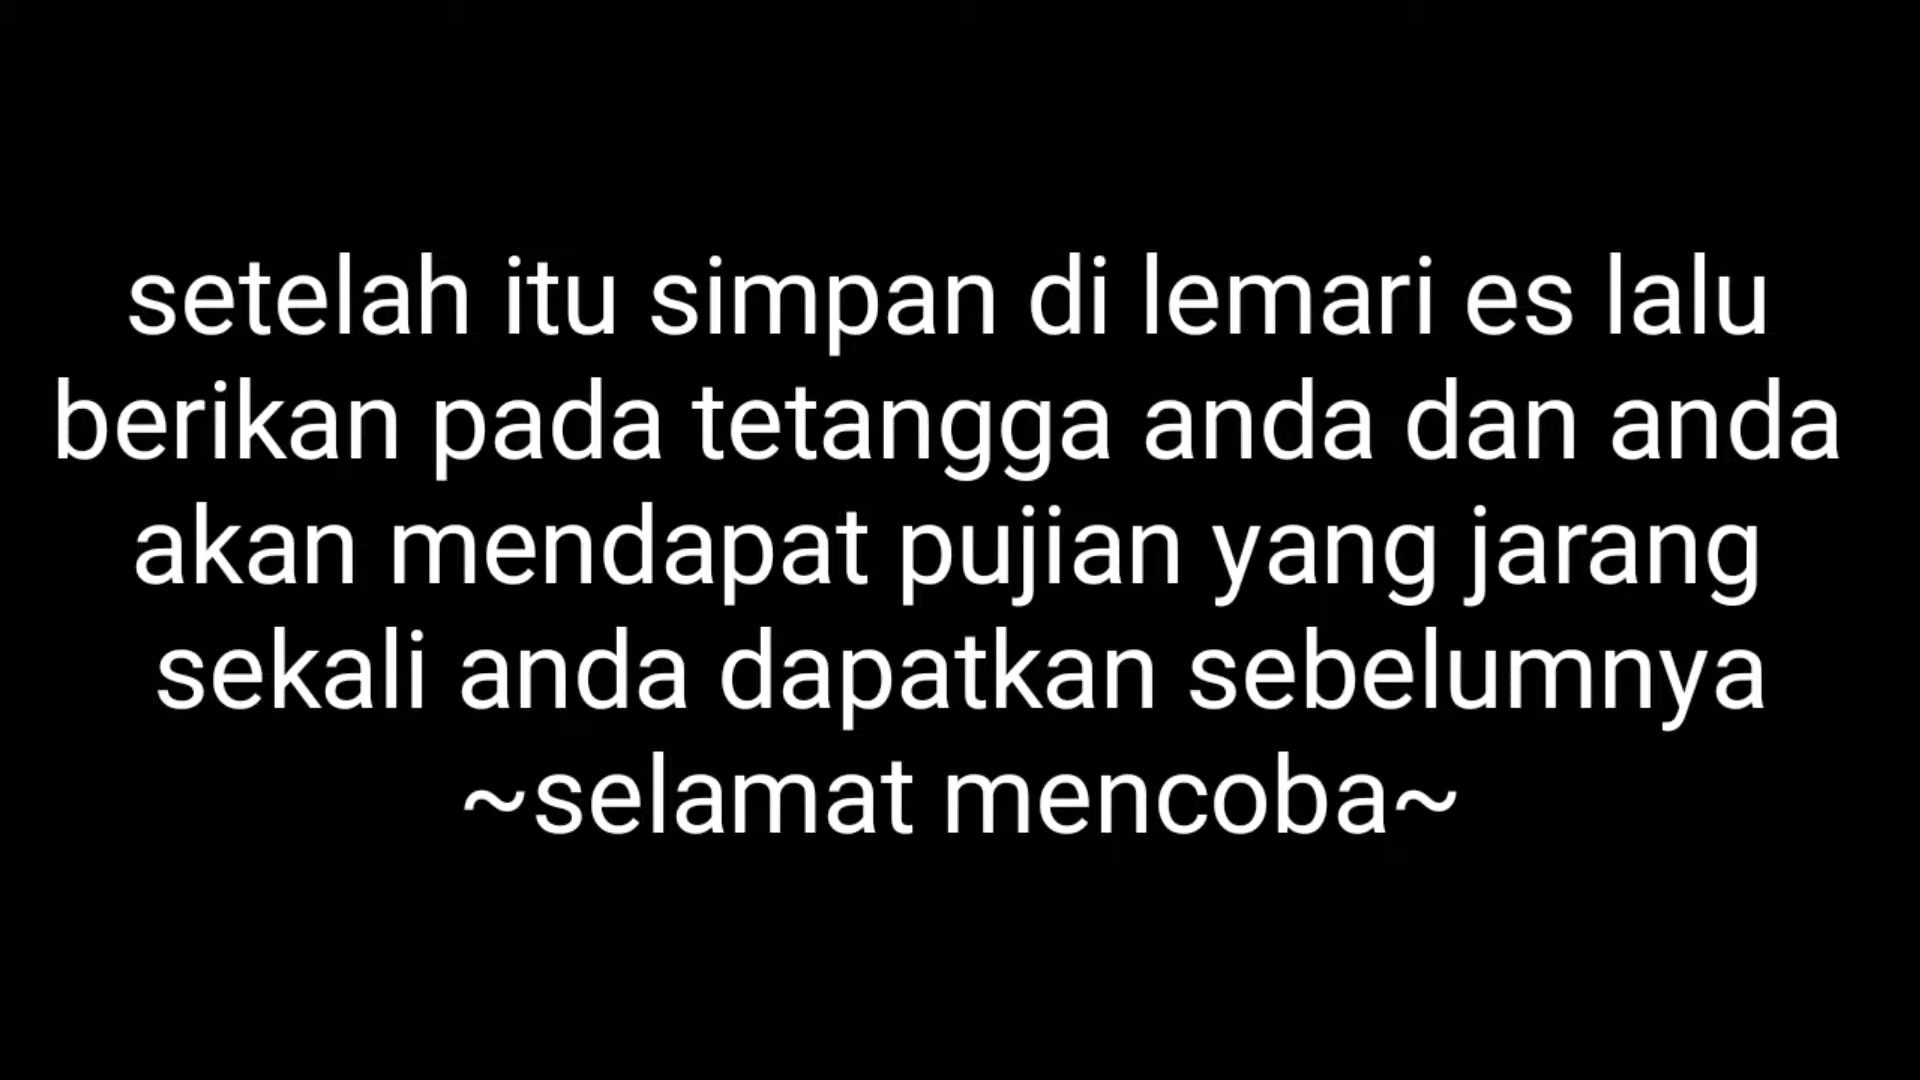 setelah itu simpan di lemari es lalu
berikan pada tetangga anda dan anda
akan mendapat pujian yang jarang
sekali anda dapatkan sebelumnya
~selamat mencoba~